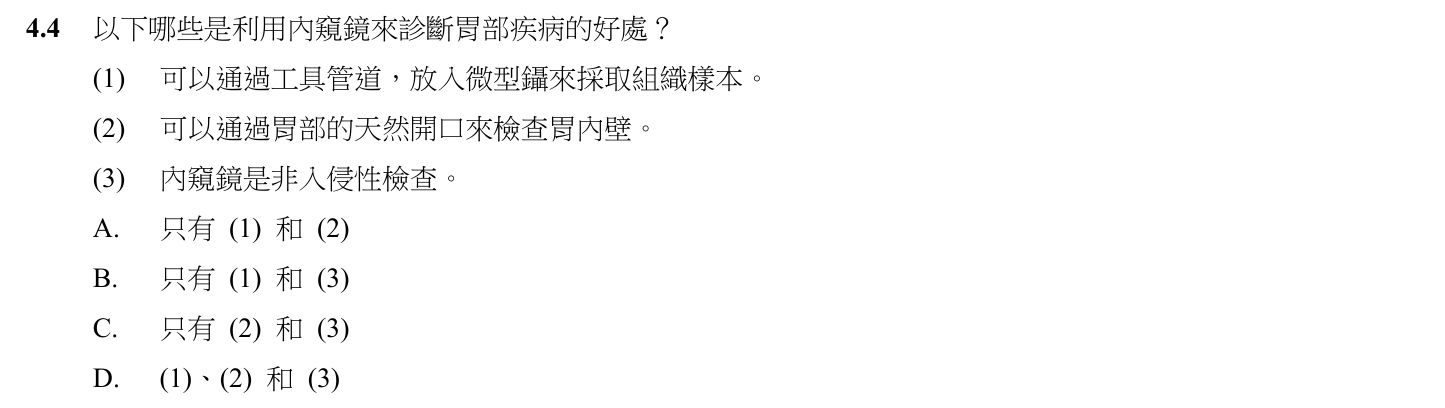 4.4 以下哪些是利用內窺鏡來診斷胃部疾病的好處？
(1) 可以通過工具管道，放入微型鑷來採取組織樣本。
(2) 可以通過胃部的天然開口來檢查胃內壁。
(3) 內窺鏡是非入侵性檢查。
A. 只有 (1) 和 (2)
B. 只有 (1) 和 (3)
C. 只有 (2) 和 (3)
D. (1)、(2) 和 (3)